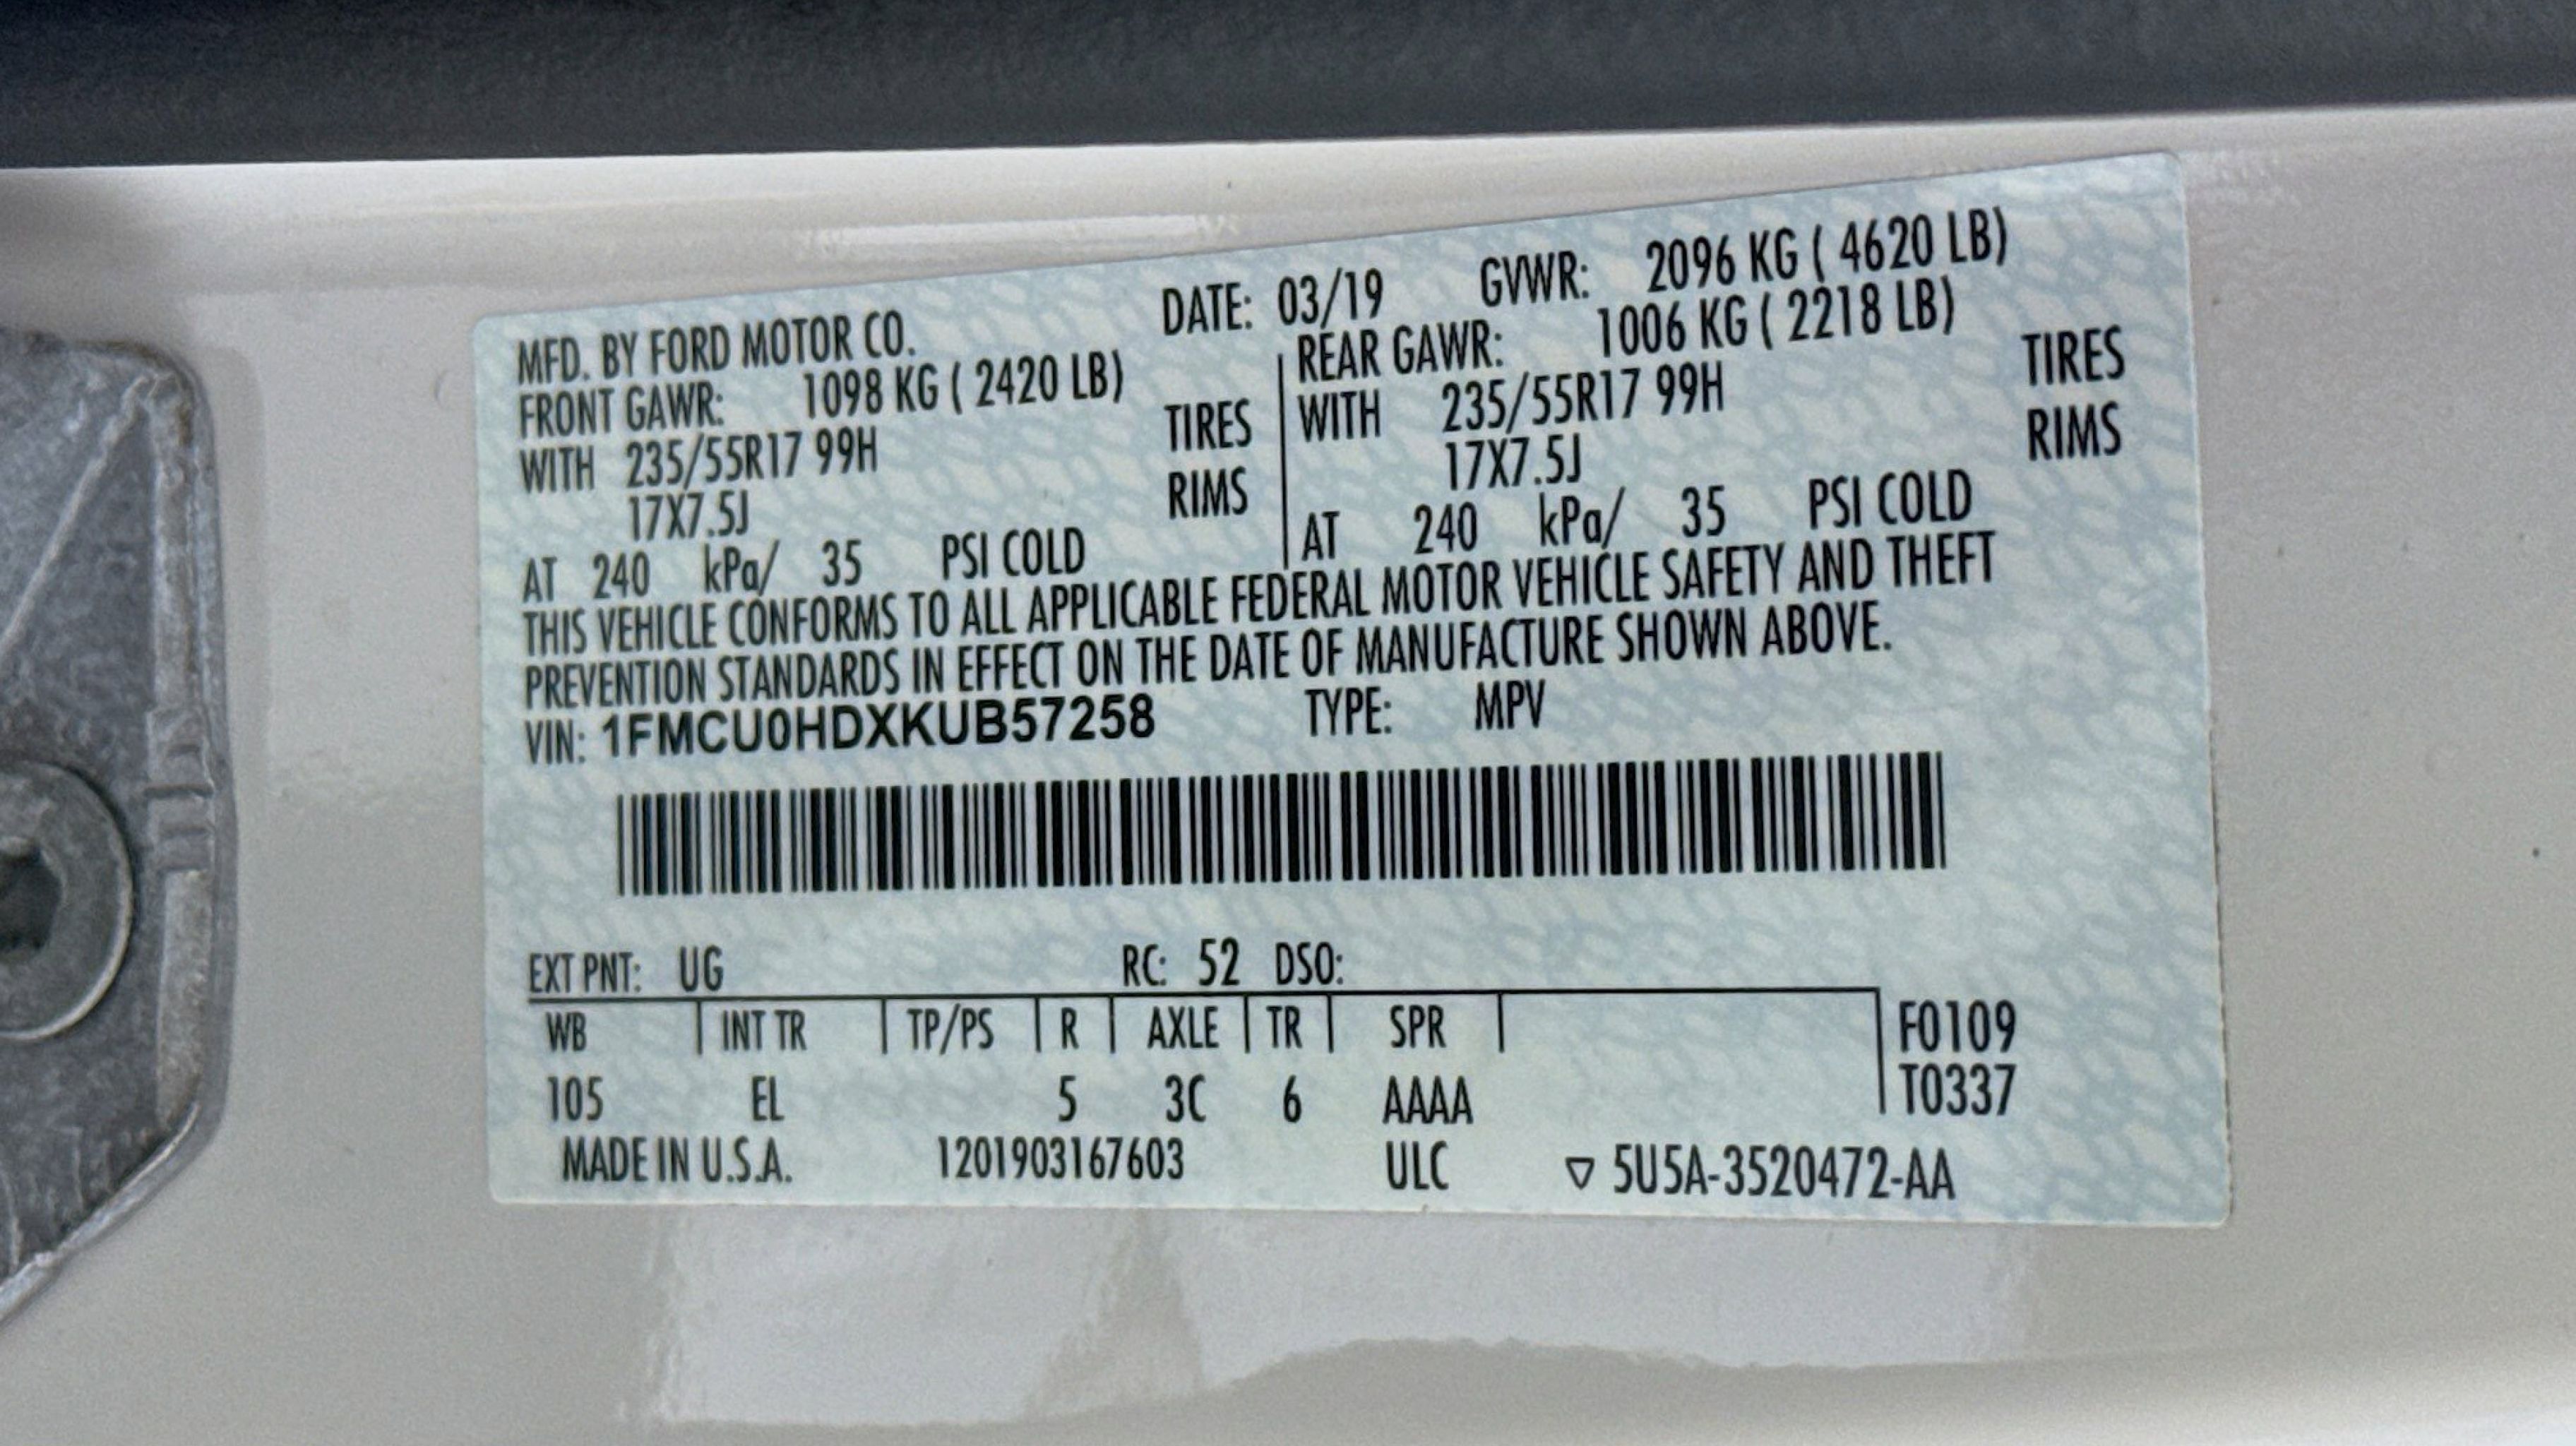 MFD. BY FORD MOTOR CO. DATE: 03/19 GVWR: 2096 KG ( 4620 LB)
FRONT GAWR: 1098 KG ( 2420 LB) REAR GAWR: 1006 KG ( 2218 LB)
WITH 235/55R17 99H TIRES WITH 235/55R17 99H TIRES
17X7.5J RIMS 17X7.5J RIMS
AT 240 kPa/ 35 PSI COLD AT 240 kPa/ 35 PSI COLD
THIS VEHICLE CONFORMS TO ALL APPLICABLE FEDERAL MOTOR VEHICLE SAFETY AND THEFT
PREVENTION STANDARDS IN EFFECT ON THE DATE OF MANUFACTURE SHOWN ABOVE.
VIN: 1FMCU0HDXKUB57258 TYPE: MPV
EXT PNT: UG RC: 52 DSO:
WB INT TR TP/PS R AXLE TR SPR F0109
105 EL 5 3C 6 AAAA T0337
MADE IN U.S.A. 1201903167603 ULC ▽ 5U5A-3520472-AA